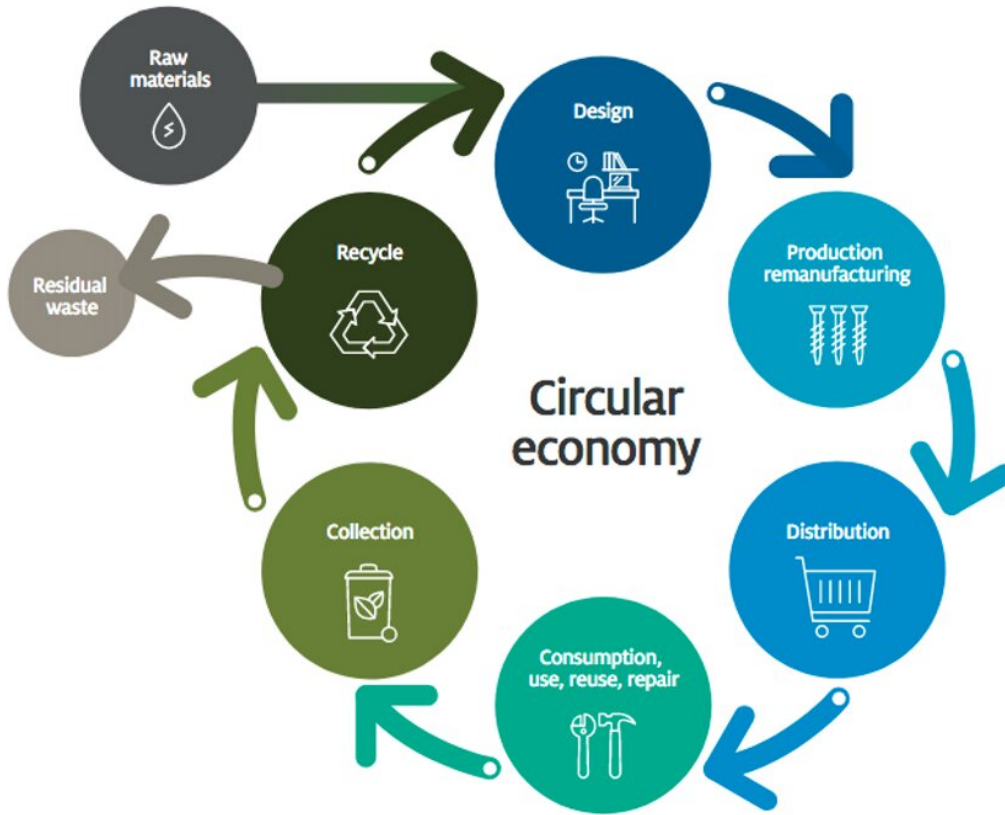 Raw
materials
Design
Production
remanufacturing
Distribution
Consumption,
use, reuse, repair
Collection
Recycle
Residual
waste
Circular
economy